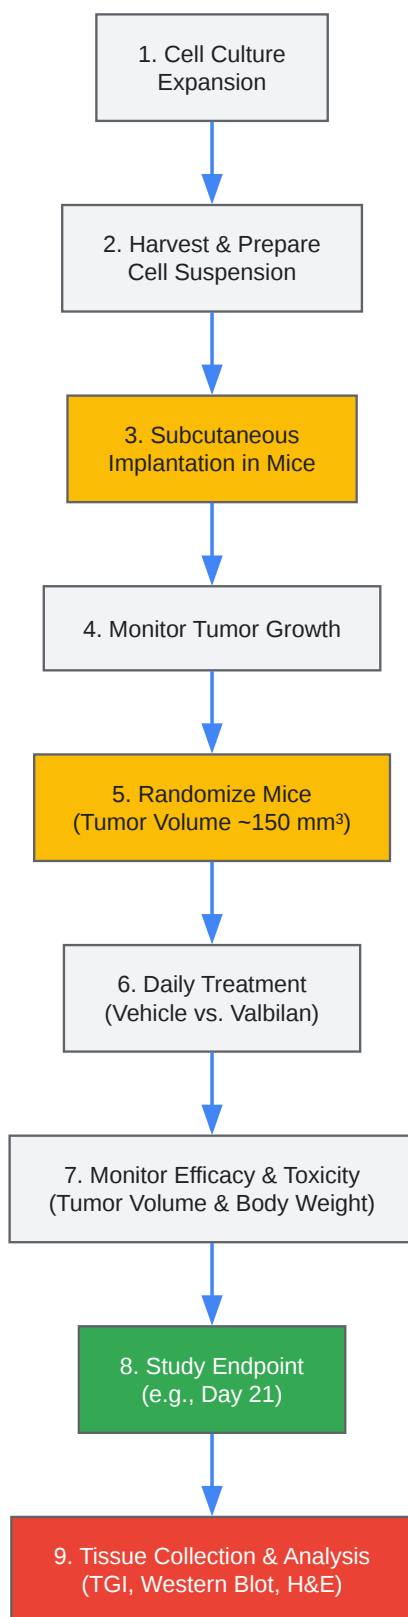 1. Cell Culture
Expansion
2. Harvest & Prepare
Cell Suspension
3. Subcutaneous
Implantation in Mice
4. Monitor Tumor Growth
5. Randomize Mice
(Tumor Volume ~150 mm³)
6. Daily Treatment
(Vehicle vs. Valbilan)
7. Monitor Efficacy & Toxicity
(Tumor Volume & Body Weight)
8. Study Endpoint
(e.g., Day 21)
9. Tissue Collection & Analysis
(TGI, Western Blot, H&E)